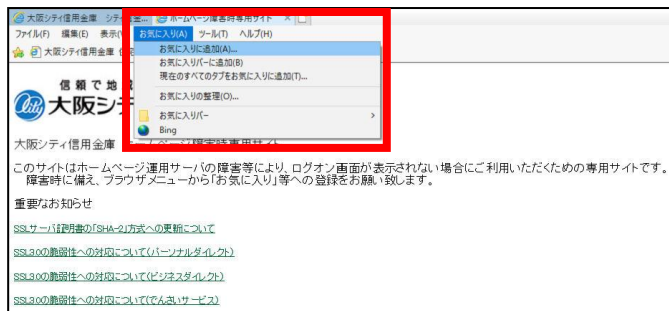 大阪シティ信用金庫 シティ信金... ホームページ障害時専用サイト
ファイル(F) 編集(E) 表示(V) お気に入り(A) ツール(T) ヘルプ(H)
大阪シティ信用金庫
お気に入りに追加(A)...
お気に入りバーに追加(B)
現在のすべてのタブをお気に入りに追加(T)...
お気に入りの整理(O)...
お気に入りバー
Bing
信頼で地
City 大阪シテ
大阪シティ信用金庫 ホームページ障害時専用サイト
このサイトはホームページ運用サーバの障害等により、ログオン画面が表示されない場合にご利用いただくための専用サイトです。
障害時に備え、ブラウザメニューから「お気に入り」等への登録をお願い致します。
重要なお知らせ
SSLサーバ証明書の「SHA-2」方式への更新について
SSL3.0の脆弱性への対応について(パーソナルダイレクト)
SSL3.0の脆弱性への対応について(ビジネスダイレクト)
SSL3.0の脆弱性への対応について(でんさいサービス)